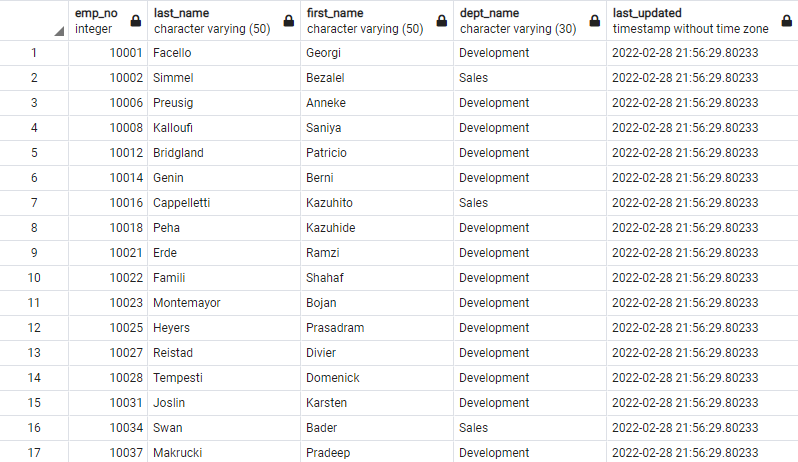 emp_no last_name first_name dept_name last_updated
integer character varying (50) character varying (50) character varying (30) timestamp without time zone
1 10001 Facello Georgi Development 2022-02-28 21:56:29.80233
2 10002 Simmel Bezalel Sales 2022-02-28 21:56:29.80233
3 10006 Preusig Anneke Development 2022-02-28 21:56:29.80233
4 10008 Kalloufi Saniya Development 2022-02-28 21:56:29.80233
5 10012 Bridgland Patricio Development 2022-02-28 21:56:29.80233
6 10014 Genin Berni Development 2022-02-28 21:56:29.80233
7 10016 Cappelletti Kazuhito Sales 2022-02-28 21:56:29.80233
8 10018 Peha Kazuhide Development 2022-02-28 21:56:29.80233
9 10021 Erde Ramzi Development 2022-02-28 21:56:29.80233
10 10022 Famili Shahaf Development 2022-02-28 21:56:29.80233
11 10023 Montemayor Bojan Development 2022-02-28 21:56:29.80233
12 10025 Heyers Prasadram Development 2022-02-28 21:56:29.80233
13 10027 Reistad Divier Development 2022-02-28 21:56:29.80233
14 10028 Tempesti Domenick Development 2022-02-28 21:56:29.80233
15 10031 Joslin Karsten Development 2022-02-28 21:56:29.80233
16 10034 Swan Bader Sales 2022-02-28 21:56:29.80233
17 10037 Makrucki Pradeep Development 2022-02-28 21:56:29.80233